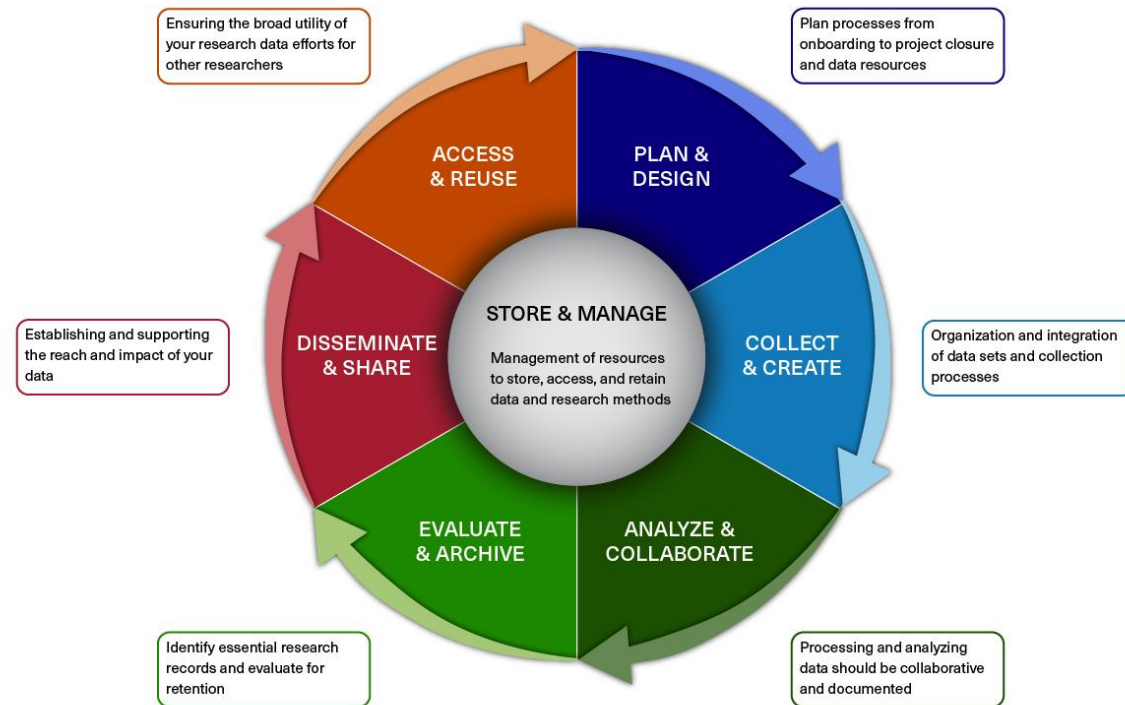 Ensuring the broad utility of
your research data efforts for
other researchers
Plan processes from
onboarding to project closure
and data resources
ACCESS
& REUSE
PLAN &
DESIGN
STORE & MANAGE
Management of resources
to store, access, and retain
data and research methods
DISSEMINATE
& SHARE
COLLECT
& CREATE
Establishing and supporting
the reach and impact of your
data
Organization and integration
of data sets and collection
processes
EVALUATE
& ARCHIVE
ANALYZE &
COLLABORATE
Identify essential research
records and evaluate for
retention
Processing and analyzing
data should be collaborative
and documented